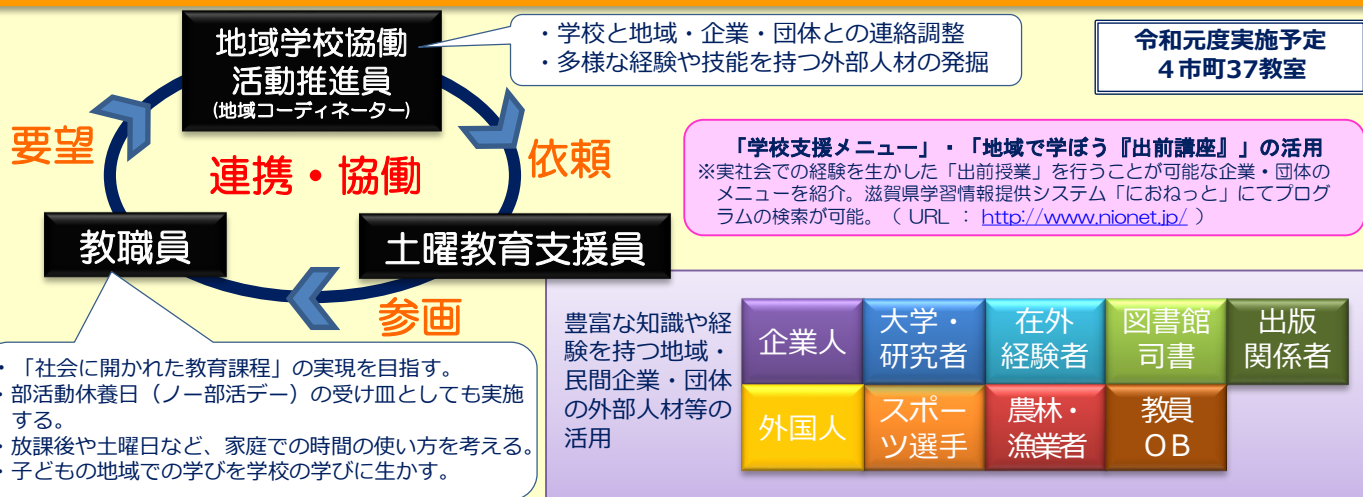 地域学校協働
活動推進員
(地域コーディネーター)
・学校と地域・企業・団体との連絡調整
・多様な経験や技能を持つ外部人材の発掘
令和元度実施予定
４市町37教室
要望
連携・協働
依頼
「学校支援メニュー」・「地域で学ぼう『出前講座』」の活用
※実社会での経験を生かした「出前授業」を行うことが可能な企業・団体の
メニューを紹介。滋賀県学習情報提供システム「におねっと」にてプログ
ラムの検索が可能。（ URL ： http://www.nionet.jp/ ）
教職員
土曜教育支援員
参画
・「社会に開かれた教育課程」の実現を目指す。
・部活動休養日（ノー部活デー）の受け皿としても実施
する。
・放課後や土曜日など、家庭での時間の使い方を考える。
・子どもの地域での学びを学校の学びに生かす。
豊富な知識や経
験を持つ地域・
民間企業・団体
の外部人材等の
活用
企業人
大学・
研究者
在外
経験者
図書館
司書
出版
関係者
外国人
スポー
ツ選手
農林・
漁業者
教員
ＯＢ